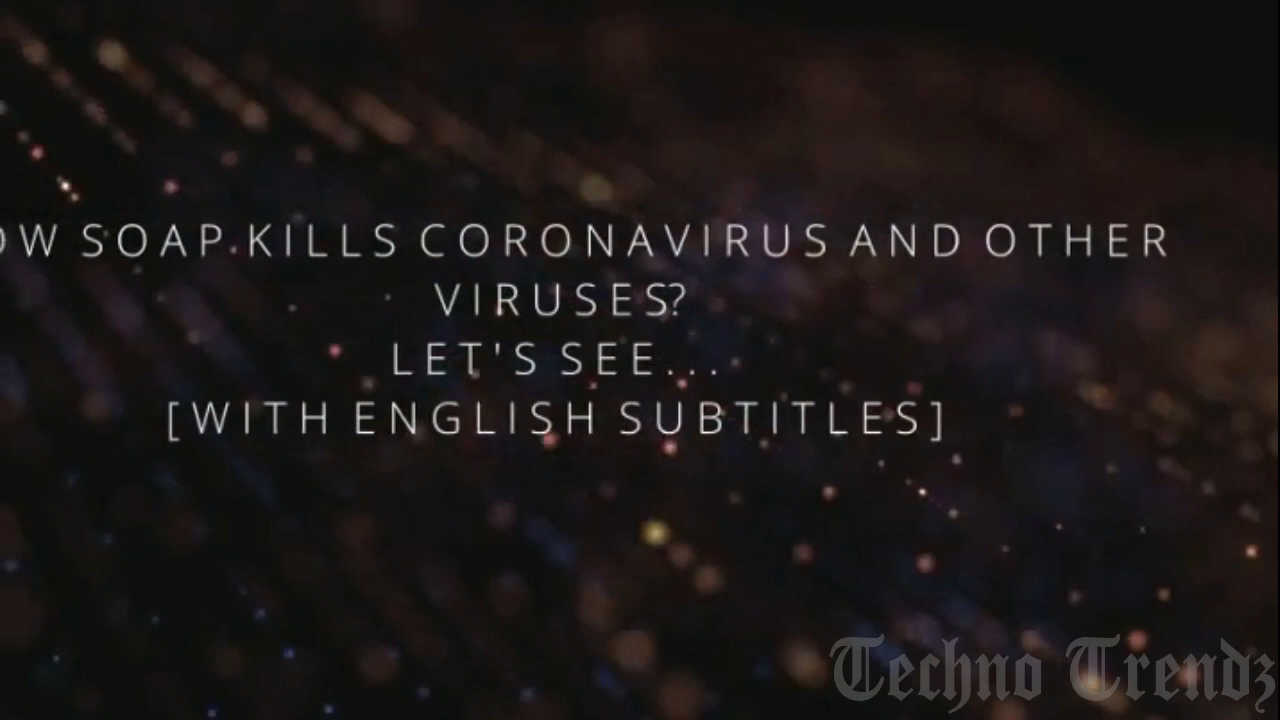 OW SOAP KILLS CORONAVIRUS AND OTHER
VIRUSES?
LET'S SEE...
[WITH ENGLISH SUBTITLES]
Techno Trendz